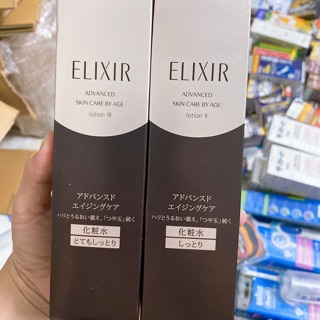 ELIXIR
ADVANCED
SKIN CARE BY AGE
lotion III
アドバンスド
エイジングケア
ハリとうるおい蓄え、「つや玉」続く
化粧水
とてもしっとり
ELIXIR
ADVANCED
SKIN CARE BY AGE
lotion II
アドバンスド
エイジングケア
ハリとうるおい蓄え、「つや玉」続く
化粧水
しっとり